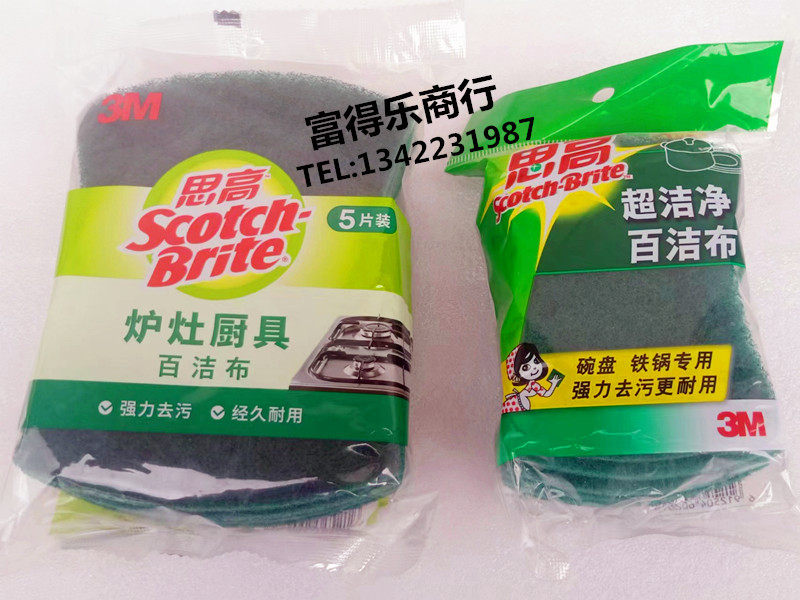 富得乐商行
TEL:13422231987
3M
思高
Scotch-
Brite
5片装
炉灶厨具
百洁布
强力去污 经久耐用
思高
Scotch-Brite
超洁净
百洁布
碗盘 铁锅专用
强力去污更耐用
3M